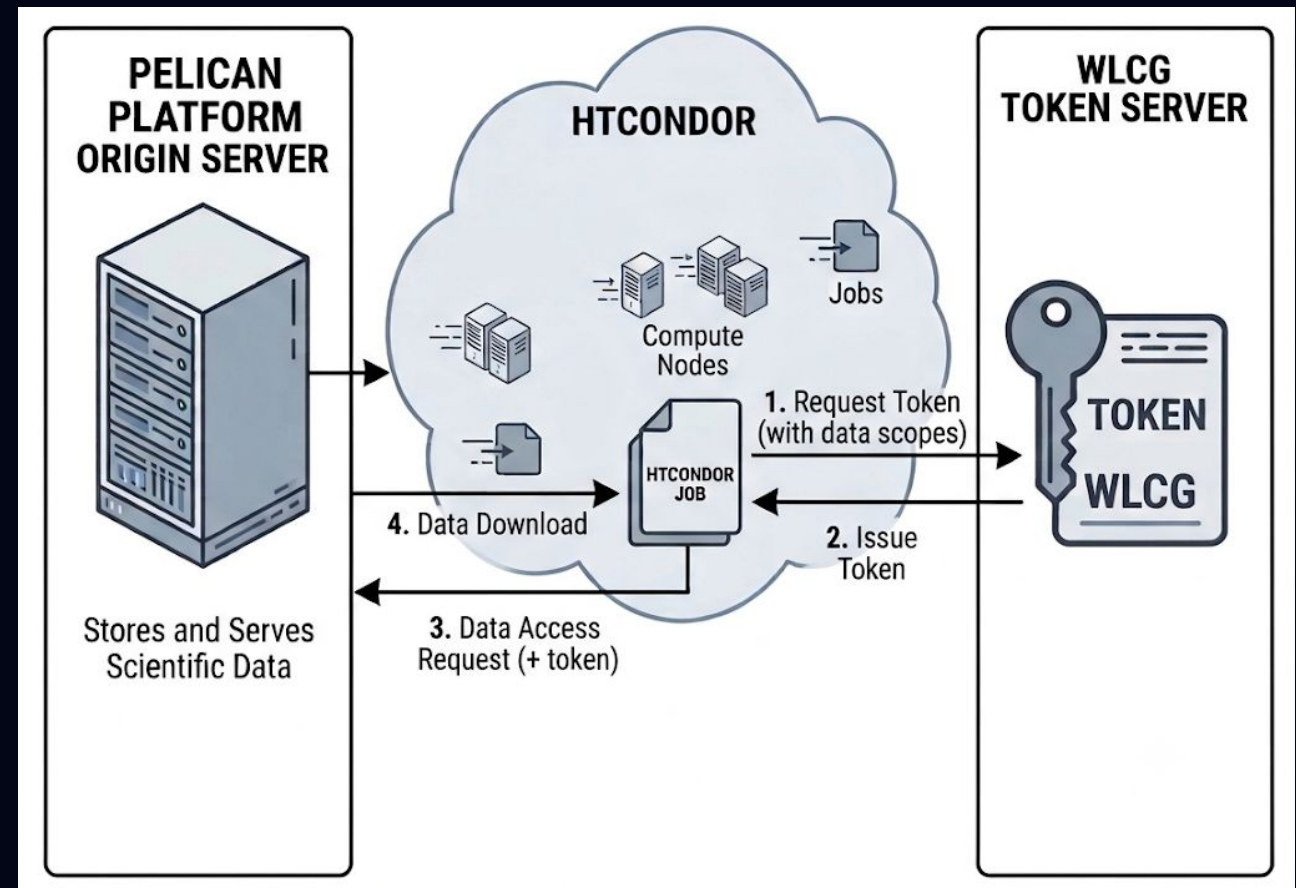 PELICAN
PLATFORM
ORIGIN SERVER
Stores and Serves
Scientific Data
HTCONDOR
Jobs
Compute
Nodes
HTCONDOR
JOB
1. Request Token
(with data scopes)
2. Issue
Token
4. Data Download
3. Data Access
Request (+ token)
WLCG
TOKEN SERVER
TOKEN
WLCG